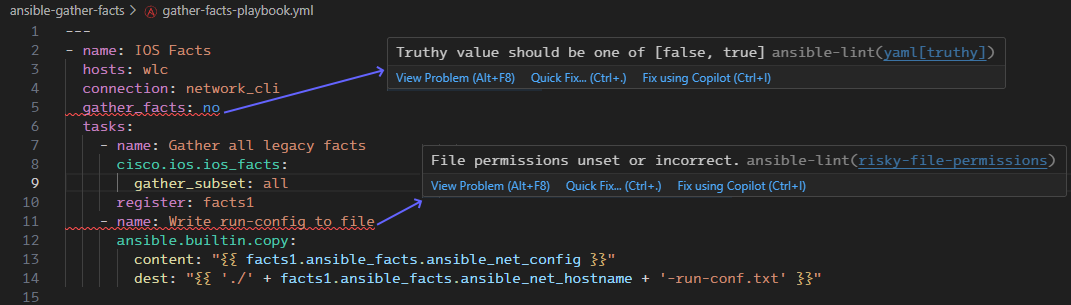 ansible-gather-facts > gather-facts-playbook.yml
1 ---
2 - name: IOS Facts
Truthy value should be one of [false, true] ansible-lint(yaml[truthy])
3 hosts: wlc
View Problem (Alt+F8) Quick Fix... (Ctrl+.) Fix using Copilot (Ctrl+I)
4 connection: network_cli
5 gather_facts: no
6 tasks:
7 - name: Gather all legacy facts
8 cisco.ios.ios_facts:
File permissions unset or incorrect. ansible-lint(risky-file-permissions)
9 gather_subset: all
View Problem (Alt+F8) Quick Fix... (Ctrl+.) Fix using Copilot (Ctrl+I)
10 register: facts1
11 - name: Write run-config to file
12 ansible.builtin.copy:
13 content: "{{ facts1.ansible_facts.ansible_net_config }}"
14 dest: "{{ './' + facts1.ansible_facts.ansible_net_hostname + '-run-conf.txt' }}"
15